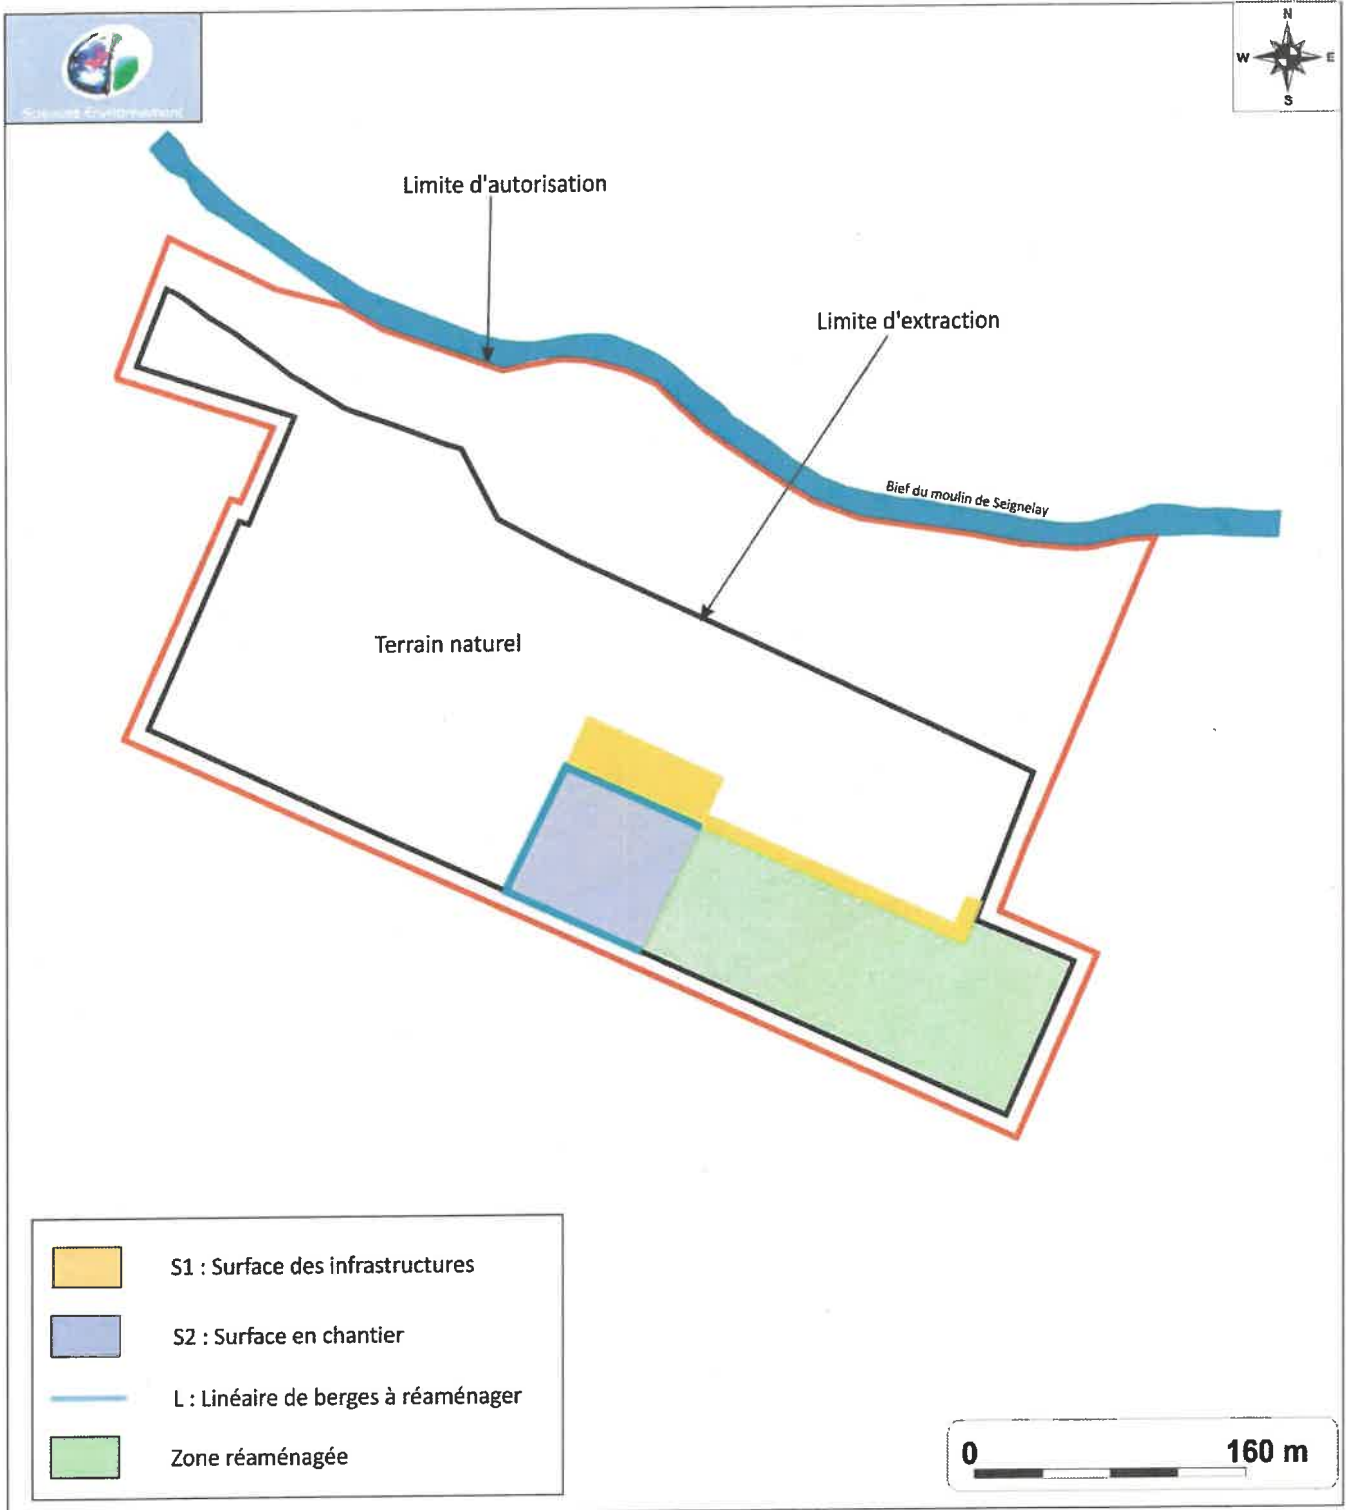 N
W E
S
Limite d'autorisation
Limite d'extraction
Bief du moulin de Seignelay
Terrain naturel
S1 : Surface des infrastructures
S2 : Surface en chantier
L : Linéaire de berges à réaménager
Zone réaménagée
0 160 m